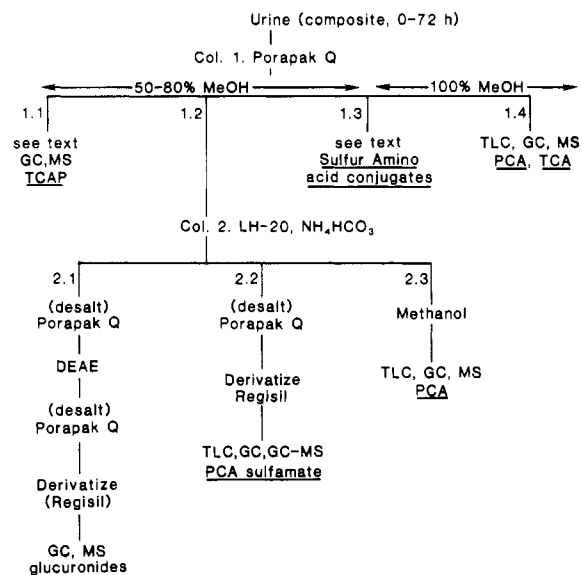 Urine (composite, 0-72 h)
Col. 1. Porapak Q
50-80% MeOH
100% MeOH
1.1
1.2
1.3
1.4
see text
GC,MS
TCAP
see text
Sulfur Amino
acid conjugates
TLC, GC, MS
PCA, TCA
Col. 2. LH-20, NH₄HCO₃
2.1
2.2
2.3
(desalt)
Porapak Q
DEAE
(desalt)
Porapak Q
Derivatize
(Regisil)
GC, MS
glucuronides
(desalt)
Porapak Q
Derivatize
Regisil
TLC,GC,GC-MS
PCA sulfamate
Methanol
TLC, GC, MS
PCA